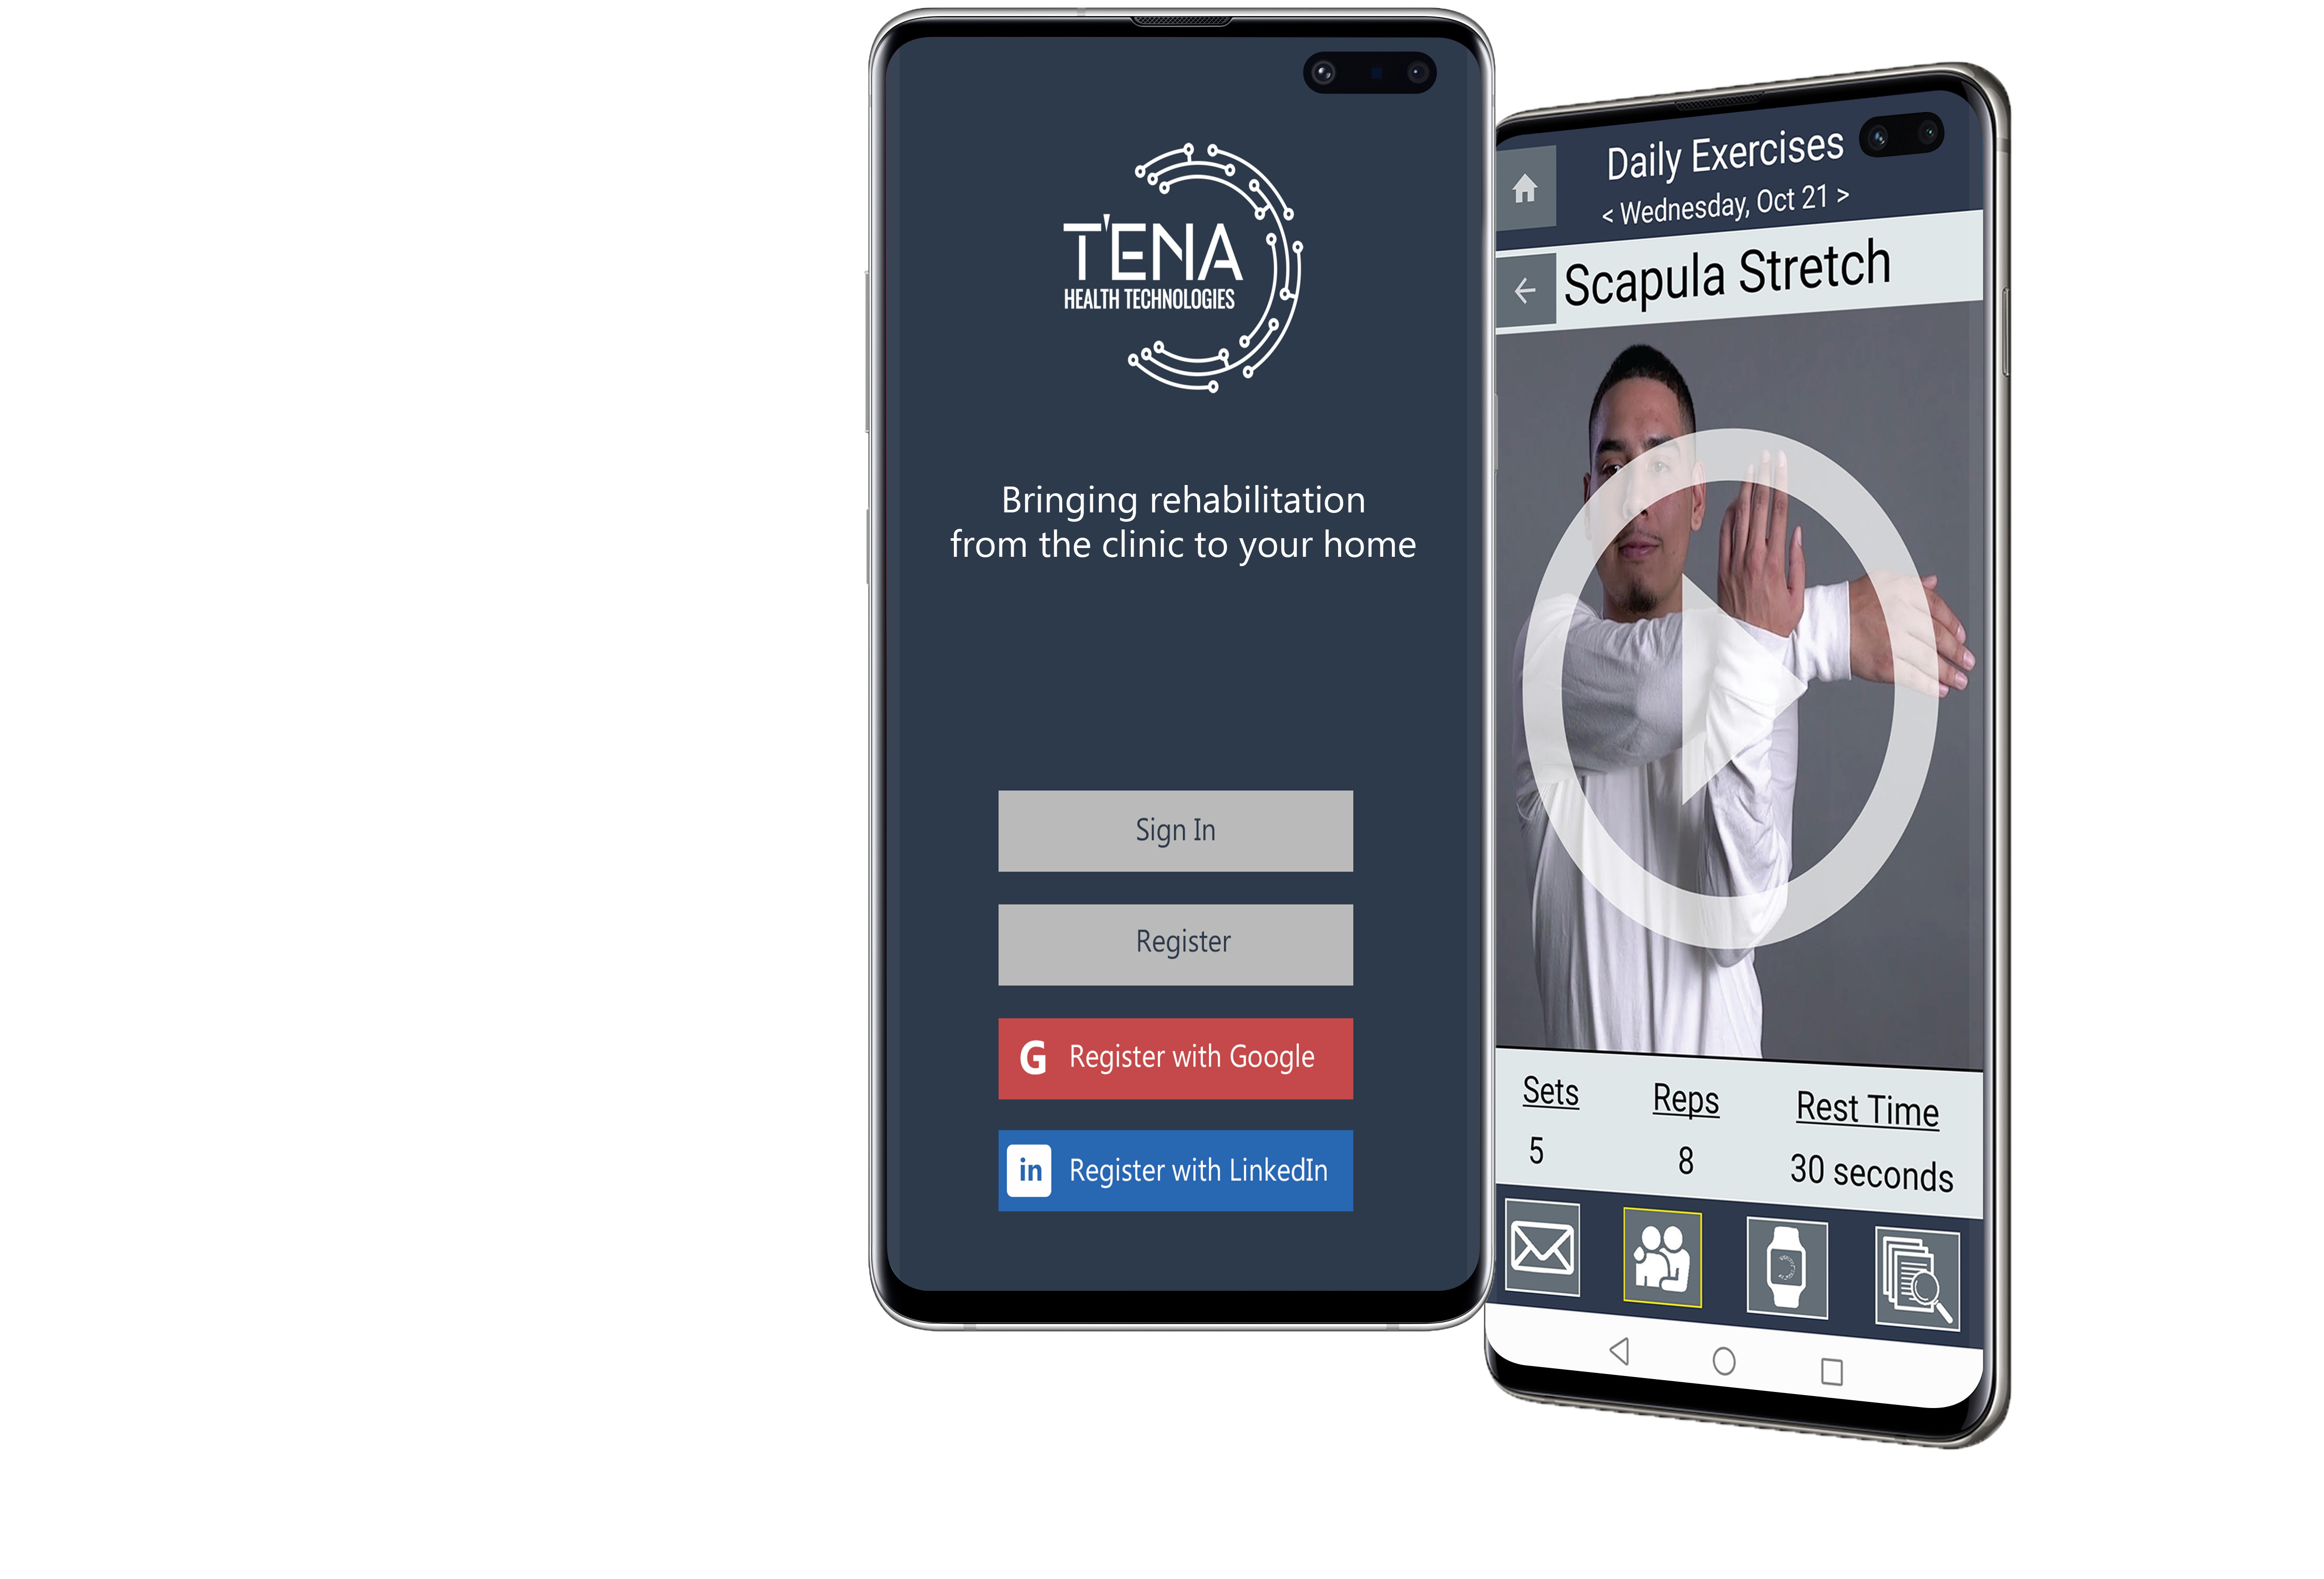 T'ENA
HEALTH TECHNOLOGIES
Bringing rehabilitation
from the clinic to your home
Sign In
Register
G Register with Google
in Register with LinkedIn
Daily Exercises
< Wednesday, Oct 21 >
Scapula Stretch
Sets Reps Rest Time
5 8 30 seconds